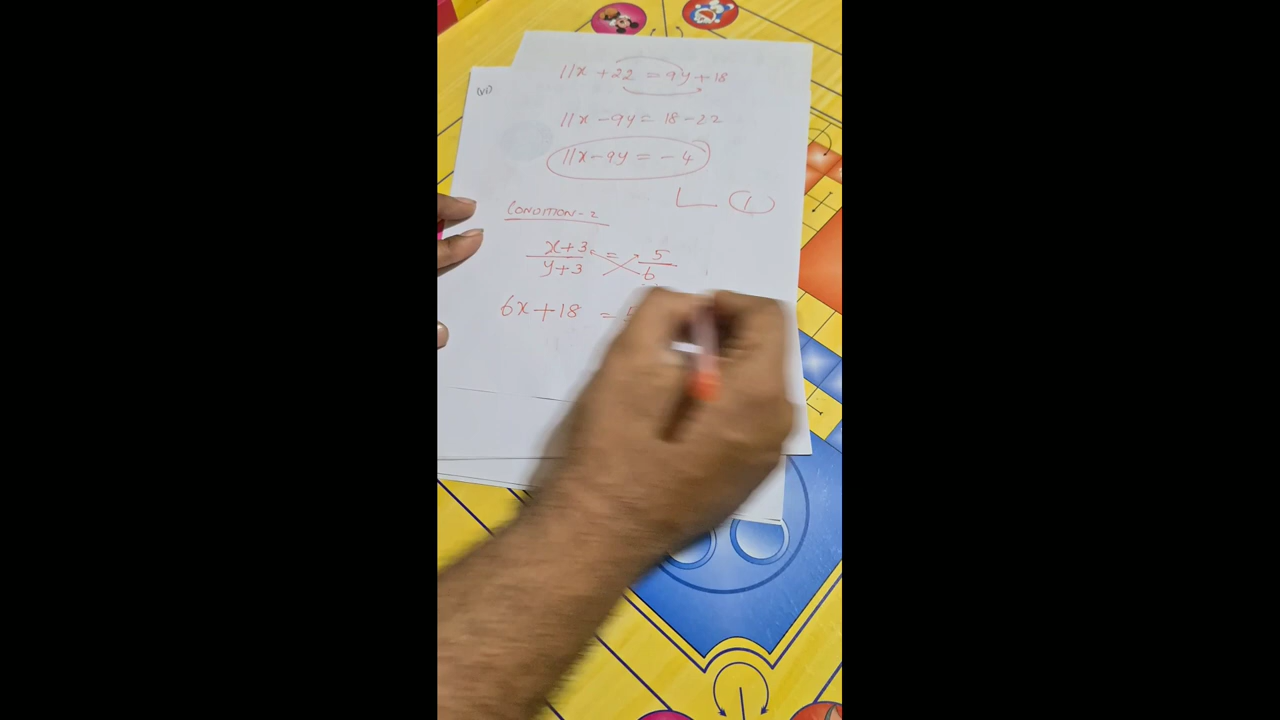 11x + 22 = 9y + 18
(vi)
11x - 9y = 18 - 22
11x - 9y = - 4
1
CONDITION - 2
x + 3 / y + 3 = 5 / 6
6x + 18 =